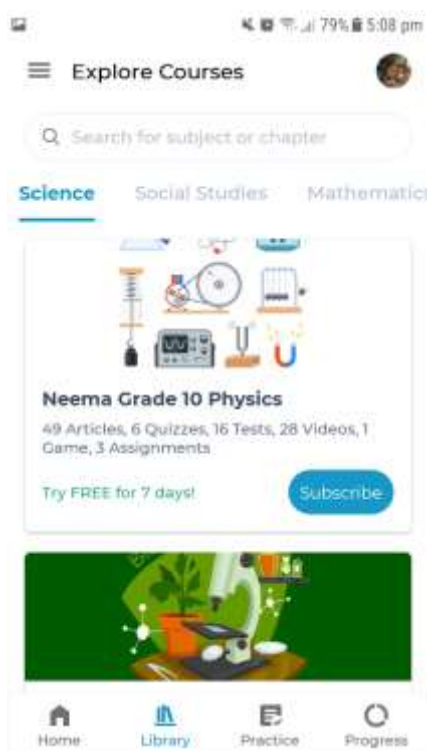 79% 5:08 pm
Explore Courses
Search for subject or chapter
Science Social Studies Mathematics
Neema Grade 10 Physics
49 Articles, 6 Quizzes, 16 Tests, 28 Videos, 1
Game, 3 Assignments
Try FREE for 7 days!
Subscribe
Home Library Practice Progress